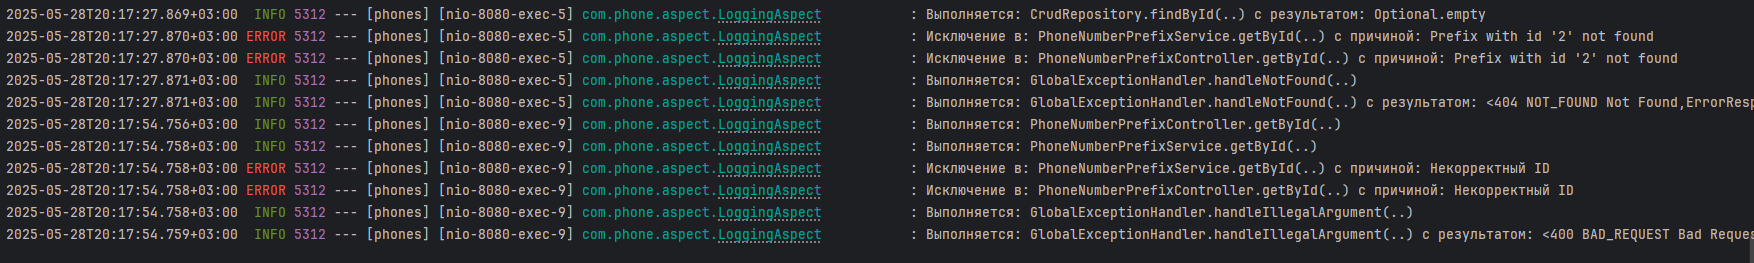 2025-05-28T20:17:27.869+03:00  INFO 5312 --- [phones] [nio-8080-exec-5] com.phone.aspect.LoggingAspect           : Выполняется: CrudRepository.findById(..) с результатом: Optional.empty
2025-05-28T20:17:27.870+03:00 ERROR 5312 --- [phones] [nio-8080-exec-5] com.phone.aspect.LoggingAspect           : Исключение в: PhoneNumberPrefixService.getById(..) с причиной: Prefix with id '2' not found
2025-05-28T20:17:27.870+03:00 ERROR 5312 --- [phones] [nio-8080-exec-5] com.phone.aspect.LoggingAspect           : Исключение в: PhoneNumberPrefixController.getById(..) с причиной: Prefix with id '2' not found
2025-05-28T20:17:27.871+03:00  INFO 5312 --- [phones] [nio-8080-exec-5] com.phone.aspect.LoggingAspect           : Выполняется: GlobalExceptionHandler.handleNotFound(..)
2025-05-28T20:17:27.871+03:00  INFO 5312 --- [phones] [nio-8080-exec-5] com.phone.aspect.LoggingAspect           : Выполняется: GlobalExceptionHandler.handleNotFound(..) с результатом: <404 NOT_FOUND Not Found,ErrorResp
2025-05-28T20:17:54.756+03:00  INFO 5312 --- [phones] [nio-8080-exec-9] com.phone.aspect.LoggingAspect           : Выполняется: PhoneNumberPrefixController.getById(..)
2025-05-28T20:17:54.758+03:00  INFO 5312 --- [phones] [nio-8080-exec-9] com.phone.aspect.LoggingAspect           : Выполняется: PhoneNumberPrefixService.getById(..)
2025-05-28T20:17:54.758+03:00 ERROR 5312 --- [phones] [nio-8080-exec-9] com.phone.aspect.LoggingAspect           : Исключение в: PhoneNumberPrefixService.getById(..) с причиной: Некорректный ID
2025-05-28T20:17:54.758+03:00 ERROR 5312 --- [phones] [nio-8080-exec-9] com.phone.aspect.LoggingAspect           : Исключение в: PhoneNumberPrefixController.getById(..) с причиной: Некорректный ID
2025-05-28T20:17:54.758+03:00  INFO 5312 --- [phones] [nio-8080-exec-9] com.phone.aspect.LoggingAspect           : Выполняется: GlobalExceptionHandler.handleIllegalArgument(..)
2025-05-28T20:17:54.759+03:00  INFO 5312 --- [phones] [nio-8080-exec-9] com.phone.aspect.LoggingAspect           : Выполняется: GlobalExceptionHandler.handleIllegalArgument(..) с результатом: <400 BAD_REQUEST Bad Reques